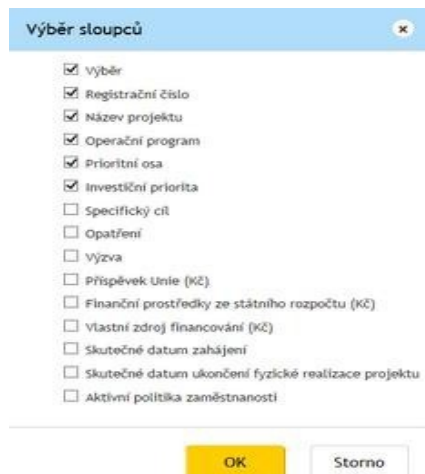 Výběr sloupců
Výběr
Registrační číslo
Název projektu
Operační program
Prioritní osa
Investiční priorita
Specifický cíl
Opatření
Výzva
Příspěvek Unie (Kč)
Finanční prostředky ze státního rozpočtu (Kč)
Vlastní zdroj financování (Kč)
Skutečné datum zahájení
Skutečné datum ukončení fyzické realizace projektu
Aktivní politika zaměstnanosti
OK Storno